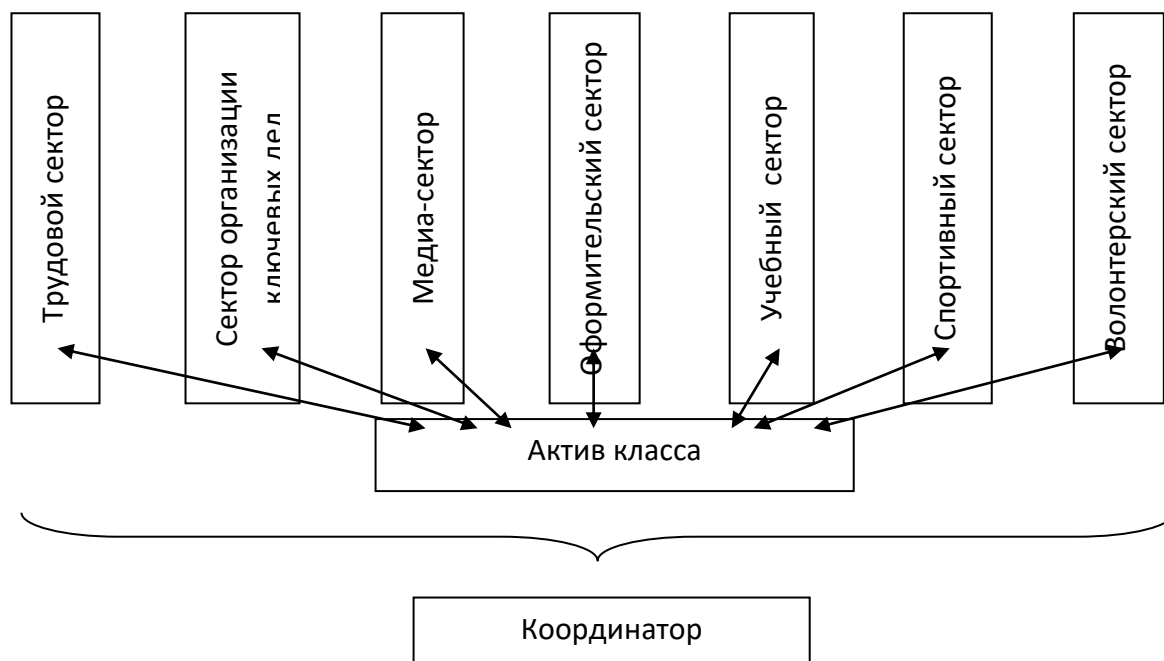 Трудовой сектор
Сектор организации
ключевых дел
Медиа-сектор
Оформительский сектор
Учебный сектор
Спортивный сектор
Волонтерский сектор
Актив класса
Координатор